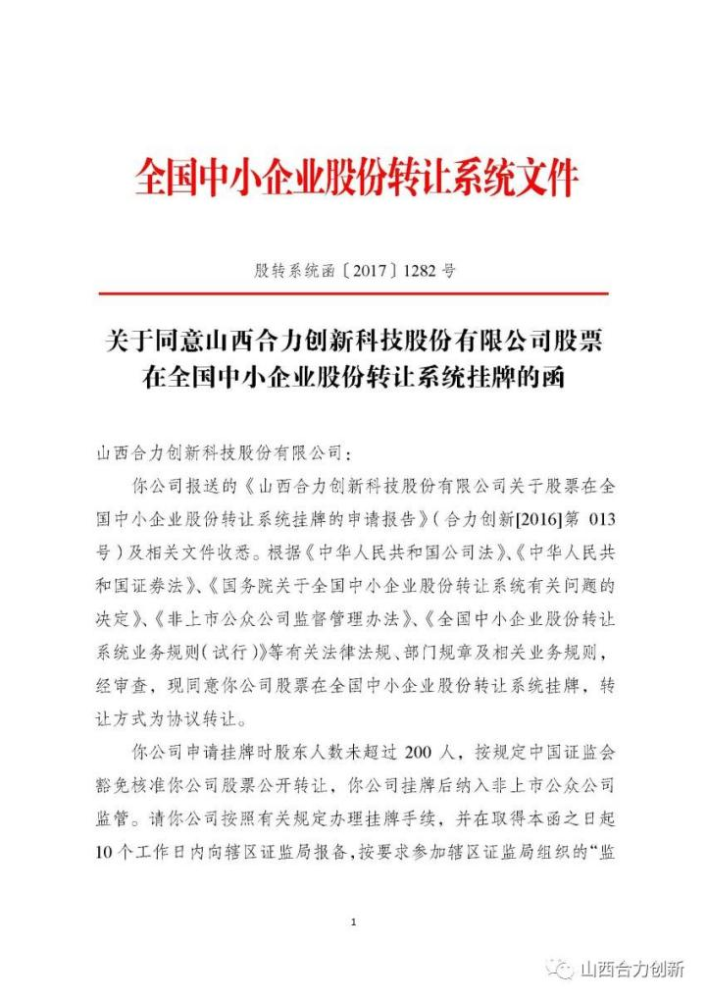 全国中小企业股份转让系统文件
股转系统函〔2017〕1282 号
关于同意山西合力创新科技股份有限公司股票
在全国中小企业股份转让系统挂牌的函
山西合力创新科技股份有限公司：
你公司报送的《山西合力创新科技股份有限公司关于股票在全
国中小企业股份转让系统挂牌的申请报告》（合力创新[2016]第 013
号）及相关文件收悉。根据《中华人民共和国公司法》、《中华人民共
和国证券法》、《国务院关于全国中小企业股份转让系统有关问题的
决定》、《非上市公众公司监督管理办法》、《全国中小企业股份转让
系统业务规则（试行）》等有关法律法规、部门规章及相关业务规则，
经审查，现同意你公司股票在全国中小企业股份转让系统挂牌，转
让方式为协议转让。
你公司申请挂牌时股东人数未超过 200 人，按规定中国证监会
豁免核准你公司股票公开转让，你公司挂牌后纳入非上市公众公司
监管。请你公司按照有关规定办理挂牌手续，并在取得本函之日起
10 个工作日内向辖区证监局报备，按要求参加辖区证监局组织的“监
1
山西合力创新